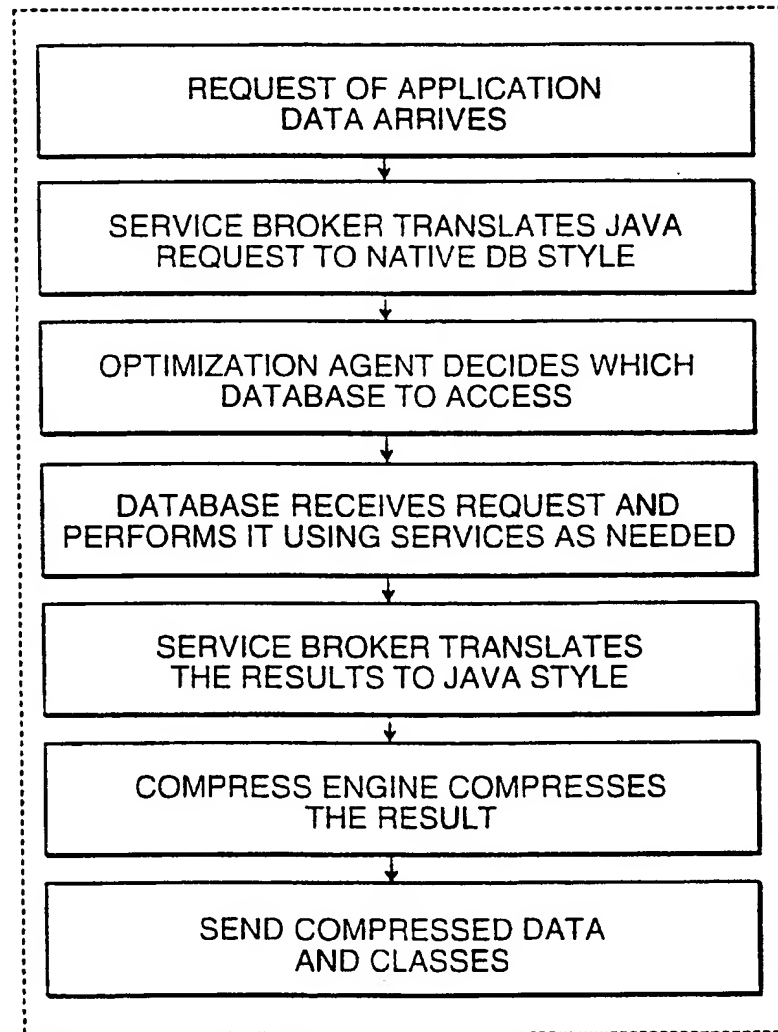 REQUEST OF APPLICATION
DATA ARRIVES
SERVICE BROKER TRANSLATES JAVA
REQUEST TO NATIVE DB STYLE
OPTIMIZATION AGENT DECIDES WHICH
DATABASE TO ACCESS
DATABASE RECEIVES REQUEST AND
PERFORMS IT USING SERVICES AS NEEDED
SERVICE BROKER TRANSLATES
THE RESULTS TO JAVA STYLE
COMPRESS ENGINE COMPRESSES
THE RESULT
SEND COMPRESSED DATA
AND CLASSES